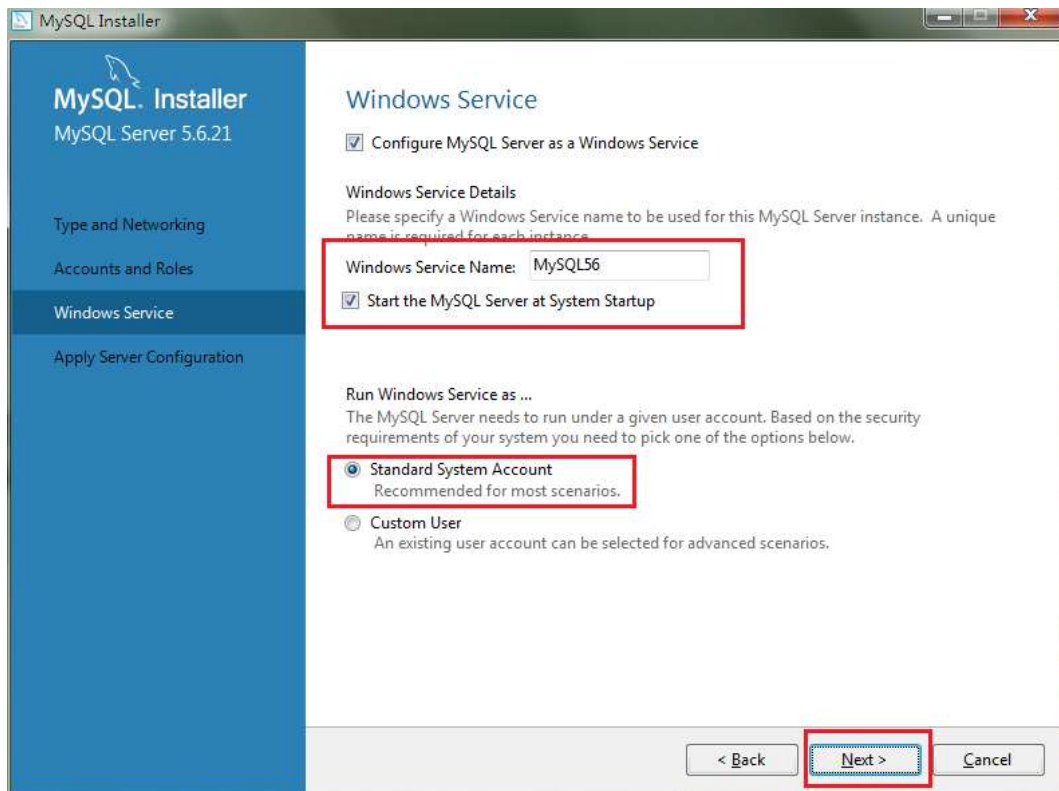 MySQL Installer
MySQL. Installer
MySQL Server 5.6.21
Type and Networking
Accounts and Roles
Windows Service
Apply Server Configuration
Windows Service
Configure MySQL Server as a Windows Service
Windows Service Details
Please specify a Windows Service name to be used for this MySQL Server instance. A unique
name is required for each instance.
Windows Service Name: MySQL56
Start the MySQL Server at System Startup
Run Windows Service as ...
The MySQL Server needs to run under a given user account. Based on the security
requirements of your system you need to pick one of the options below.
Standard System Account
Recommended for most scenarios.
Custom User
An existing user account can be selected for advanced scenarios.
< Back
Next >
Cancel